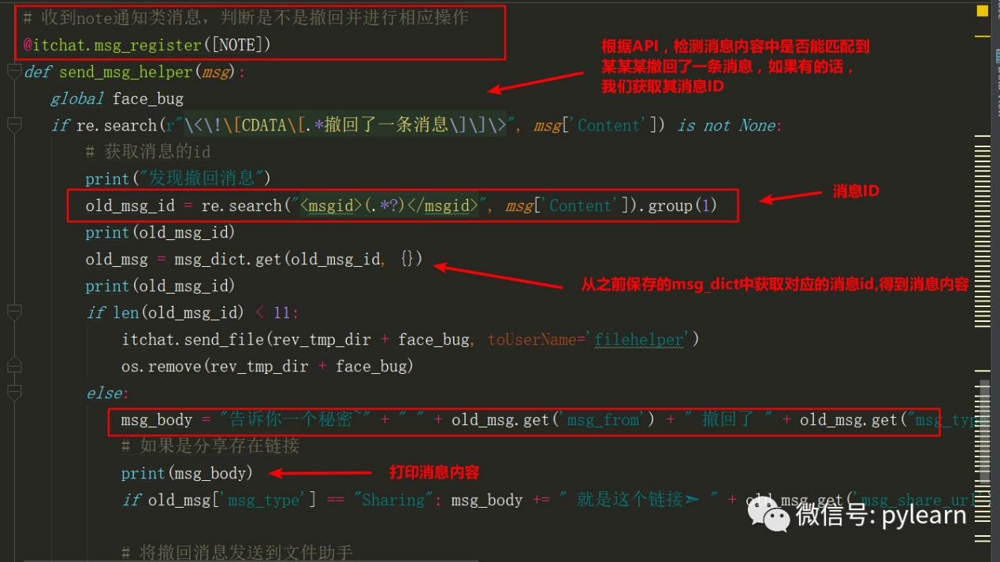 # 收到note通知类消息，判断是不是撤回并进行相应操作
@itchat.msg_register([NOTE])
def send_msg_helper(msg):
根据API，检测消息内容中是否能匹配到
某某某撤回了一条消息，如果有的话，
我们获取其消息ID
global face_bug
if re.search(r"\<\!\[CDATA\[.*撤回了一条消息\]\]\>", msg['Content']) is not None:
# 获取消息的id
print("发现撤回消息")
old_msg_id = re.search("<msgid>(.*?)</msgid>", msg['Content']).group(1)
消息ID
print(old_msg_id)
old_msg = msg_dict.get(old_msg_id, {})
从之前保存的msg_dict中获取对应的消息id,得到消息内容
print(old_msg_id)
if len(old_msg_id) < 11:
itchat.send_file(rev_tmp_dir + face_bug, toUserName='filehelper')
os.remove(rev_tmp_dir + face_bug)
else:
msg_body = "告诉你一个秘密~" + " " + old_msg.get('msg_from') + " 撤回了 " + old_msg.get("msg_typ
# 如果是分享存在链接
print(msg_body)
打印消息内容
if old_msg['msg_type'] == "Sharing": msg_body += " 就是这个链接➣ " + old_msg.get('msg_share_url'
微信号: pylearn
# 将撤回消息发送到文件助手